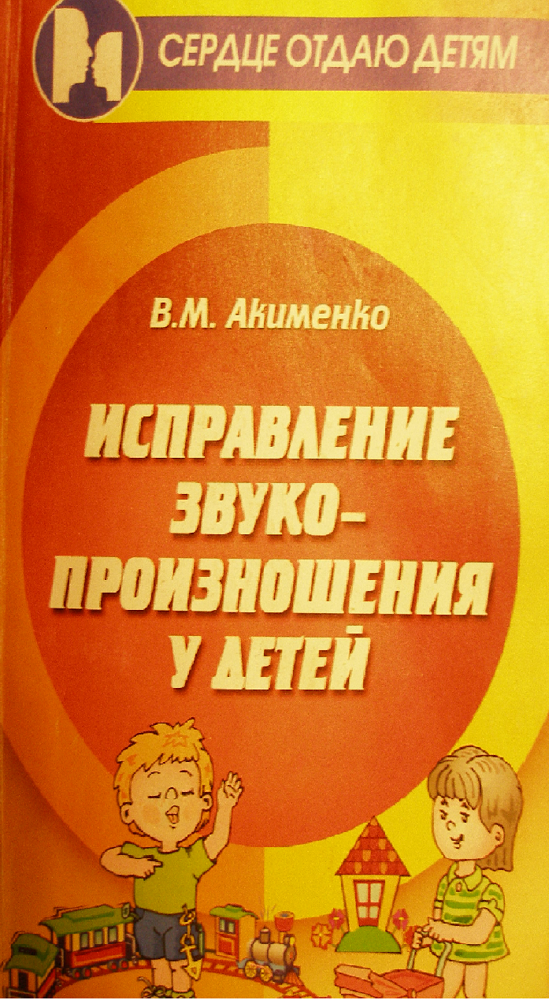 СЕРДЦЕ ОТДАЮ ДЕТЯМ
В.М. Акименко
ИСПРАВЛЕНИЕ
ЗВУКО-
ПРОИЗНОШЕНИЯ
У ДЕТЕЙ